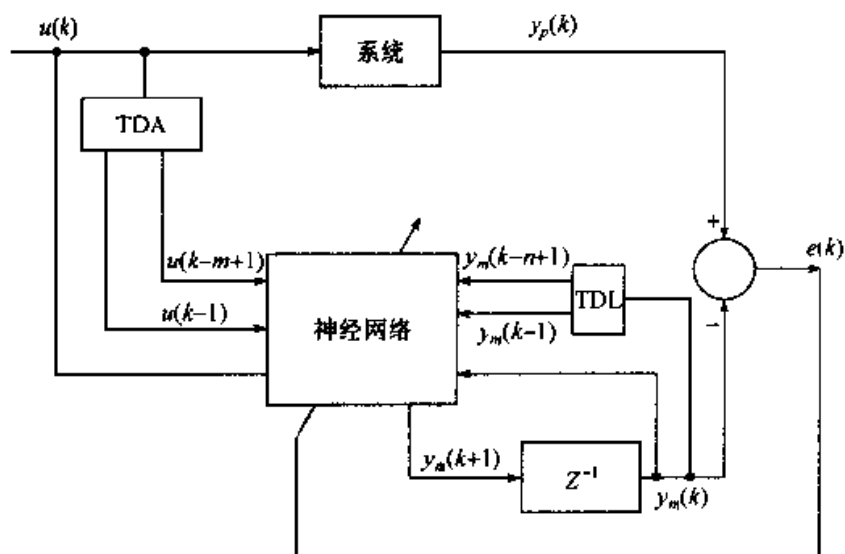 u(k)
系统
y_p(k)
TDA
u(k-m+1)
y_m(k-n+1)
+
e(k)
u(k-1)
神经网络
TDL
y_m(k-1)
−
y_m(k+1)
Z^{-1}
y_m(k)